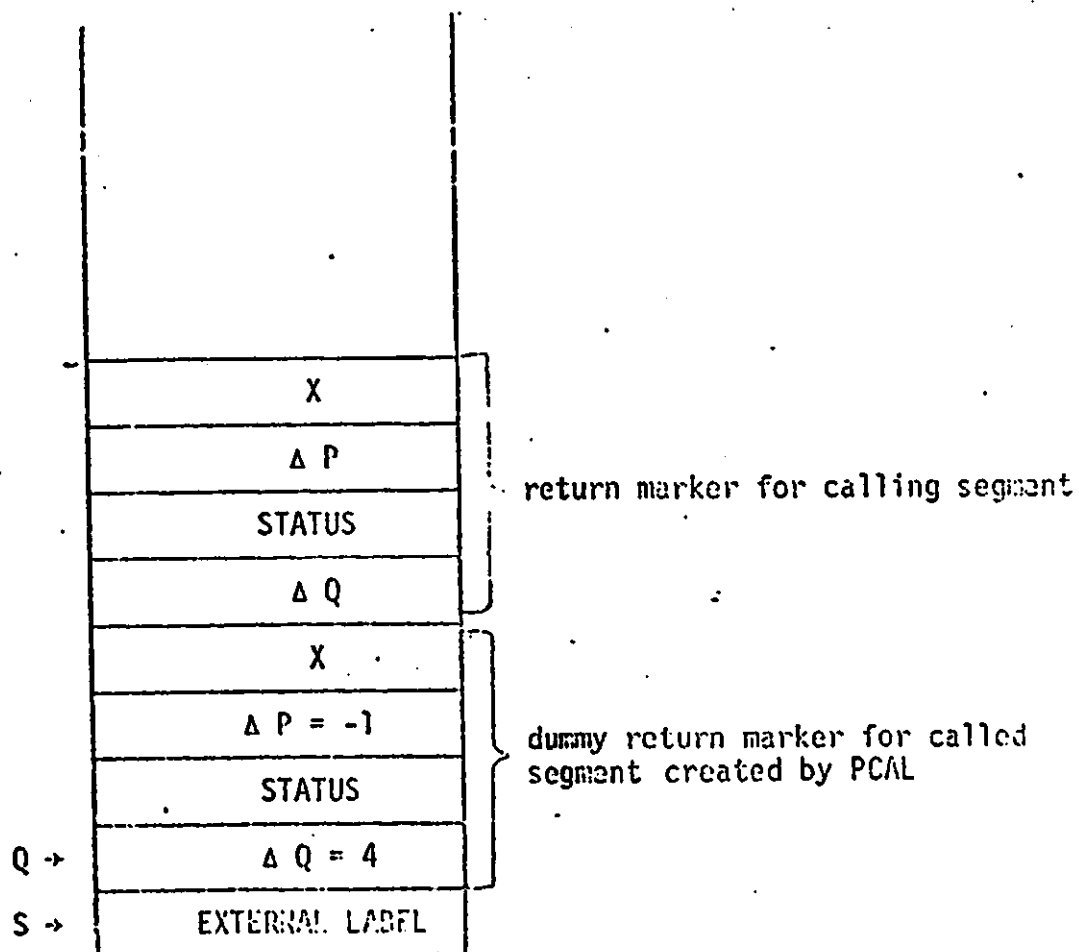 X
Δ P
STATUS
Δ Q
return marker for calling segment
X
Δ P = -1
STATUS
Δ Q = 4
dummy return marker for called
segment created by PCAL
Q →
S → EXTERNAL LABEL